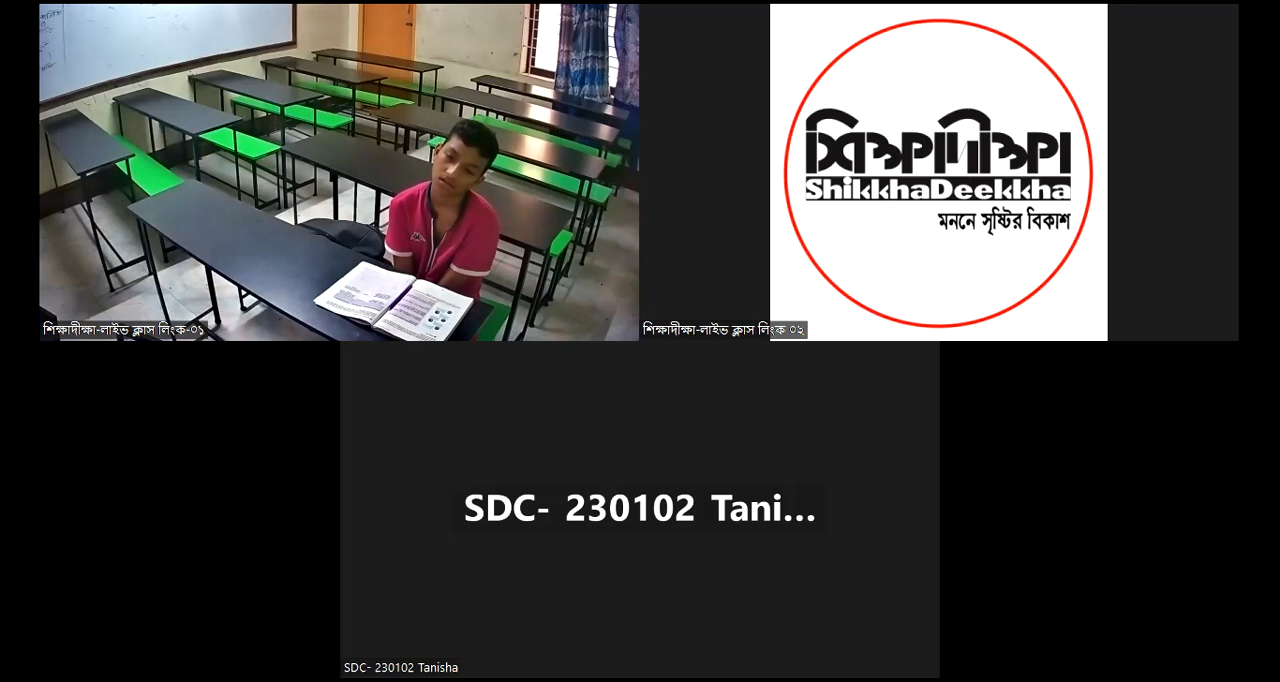 শিক্ষাদীক্ষা
ShikkhaDeekkha
মননে সৃষ্টির বিকাশ
শিক্ষাদীক্ষা-লাইভ ক্লাস লিংক-০১
শিক্ষাদীক্ষা-লাইভ ক্লাস লিংক ০২
SDC- 230102 Tani...
SDC- 230102 Tanisha